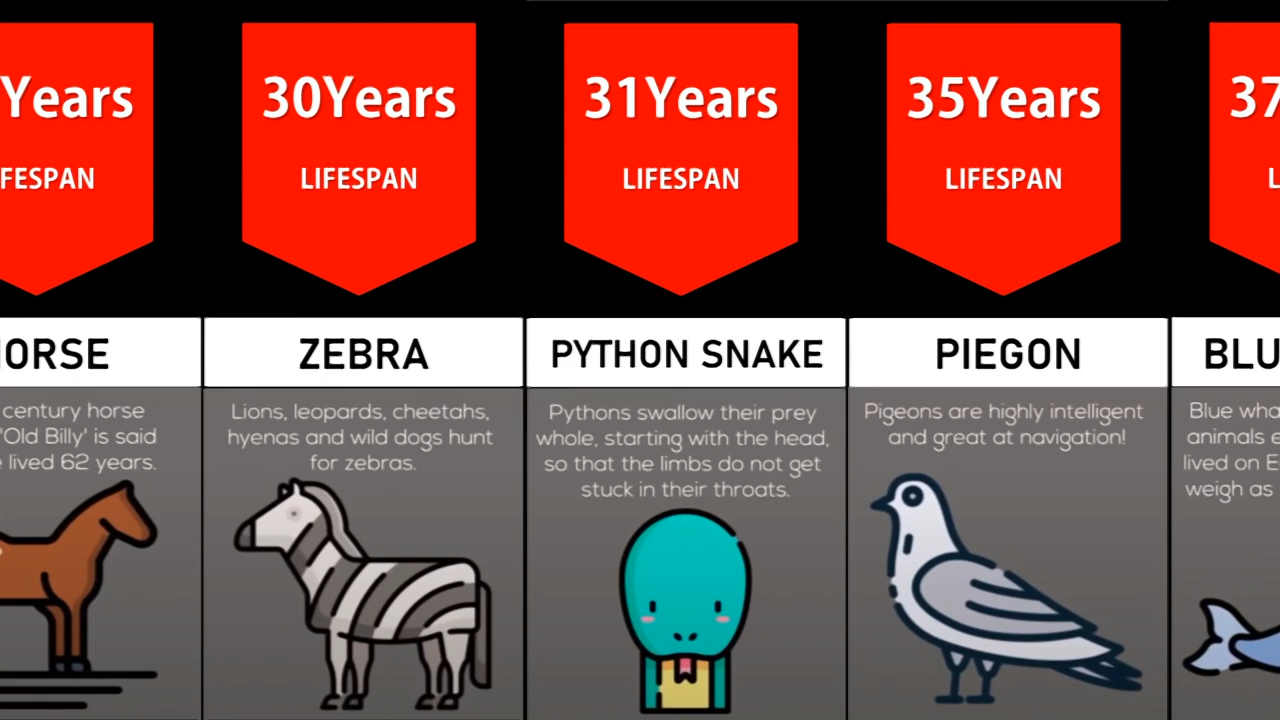 Years
FESPAN
ORSE
century horse
'Old Billy' is said
lived 62 years.
30Years
LIFESPAN
ZEBRA
Lions, leopards, cheetahs,
hyenas and wild dogs hunt
for zebras.
31Years
LIFESPAN
PYTHON SNAKE
Pythons swallow their prey
whole, starting with the head,
so that the limbs do not get
stuck in their throats.
35Years
LIFESPAN
PIEGON
Pigeons are highly intelligent
and great at navigation!
37
L
BLU
Blue wha
animals e
lived on E
weigh as